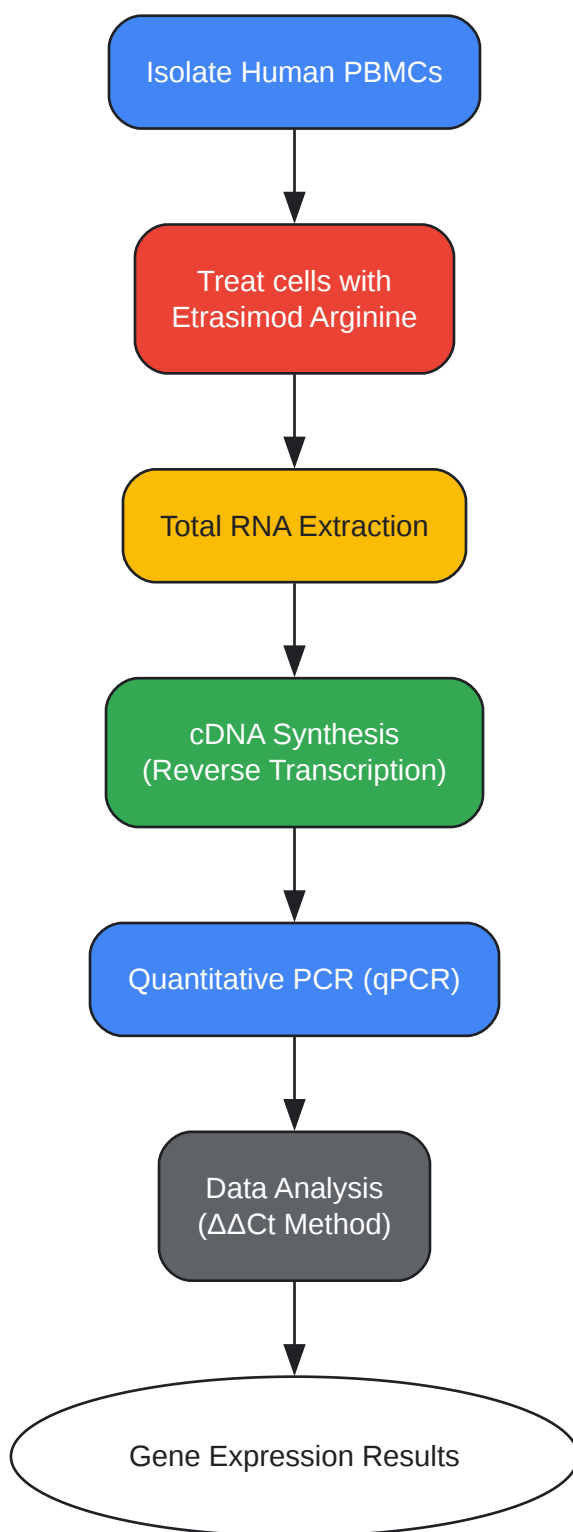 Isolate Human PBMCs
Treat cells with
Etrasimod Arginine
Total RNA Extraction
cDNA Synthesis
(Reverse Transcription)
Quantitative PCR (qPCR)
Data Analysis
(ΔΔCt Method)
Gene Expression Results